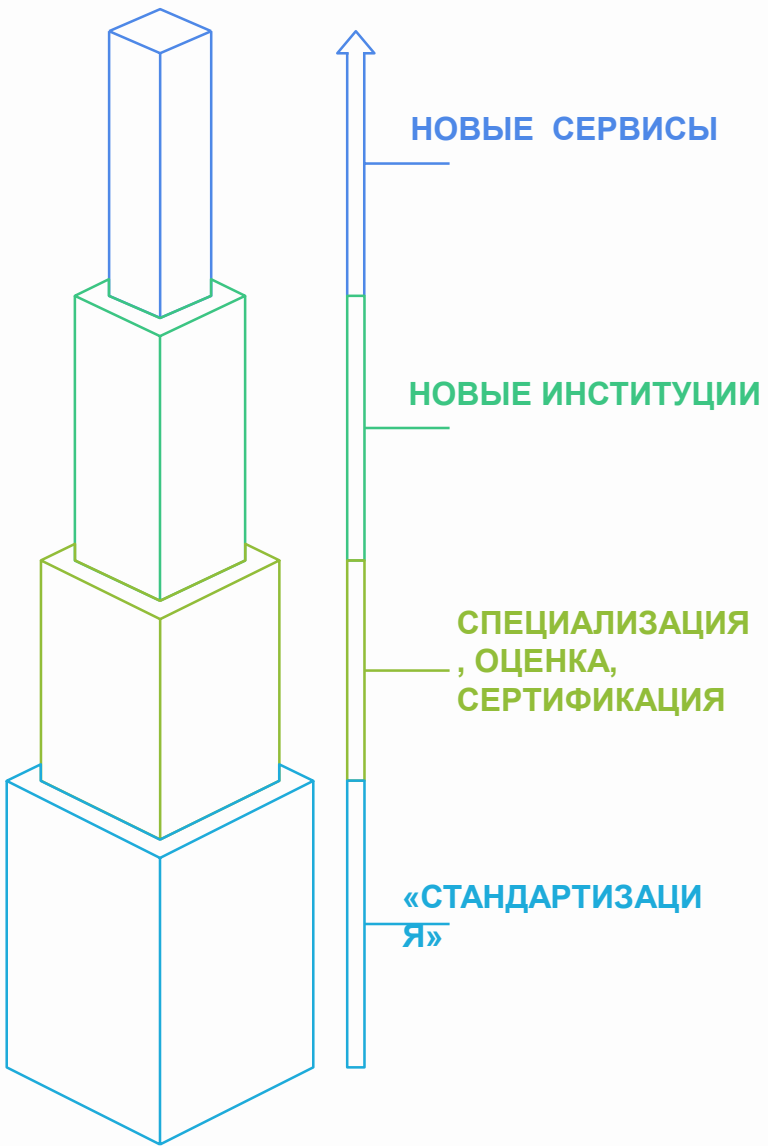 НОВЫЕ СЕРВИСЫ
НОВЫЕ ИНСТИТУЦИИ
СПЕЦИАЛИЗАЦИЯ
, ОЦЕНКА,
СЕРТИФИКАЦИЯ
«СТАНДАРТИЗАЦИ
Я»